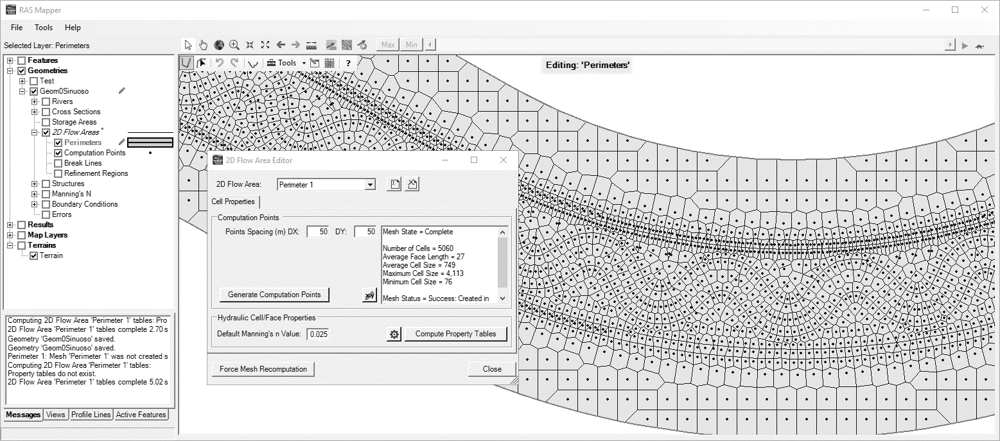 RAS Mapper
File Tools Help
Selected Layer: Perimeters
Max Min
Features
Geometries
Test
Geom0Sinuoso
Rivers
Cross Sections
Storage Areas
2D Flow Areas
Perimeters
Computation Points
Break Lines
Refinement Regions
Structures
Manning's N
Boundary Conditions
Errors
Results
Map Layers
Terrains
Terrain
Tools ?
Editing: 'Perimeters'
2D Flow Area Editor
2D Flow Area: Perimeter 1
Cell Properties
Computation Points
Points Spacing (m) DX: 50 DY: 50
Mesh State = Complete
Number of Cells = 5060
Average Face Length = 27
Average Cell Size = 749
Maximum Cell Size = 4,113
Minimum Cell Size = 76
Mesh Status = Success: Created in
Generate Computation Points
Hydraulic Cell/Face Properties
Default Manning's n Value: 0.025
Compute Property Tables
Force Mesh Recomputation
Close
Computing 2D Flow Area 'Perimeter 1' tables: Pro
2D Flow Area 'Perimeter 1' tables complete 2.70 s
Geometry 'Geom0Sinuoso' saved.
Geometry 'Geom0Sinuoso' saved.
Perimeter 1: Mesh 'Perimeter 1' was not created s
Computing 2D Flow Area 'Perimeter 1' tables:
Property tables do not exist.
2D Flow Area 'Perimeter 1' tables complete 5.02 s
Messages Views Profile Lines Active Features